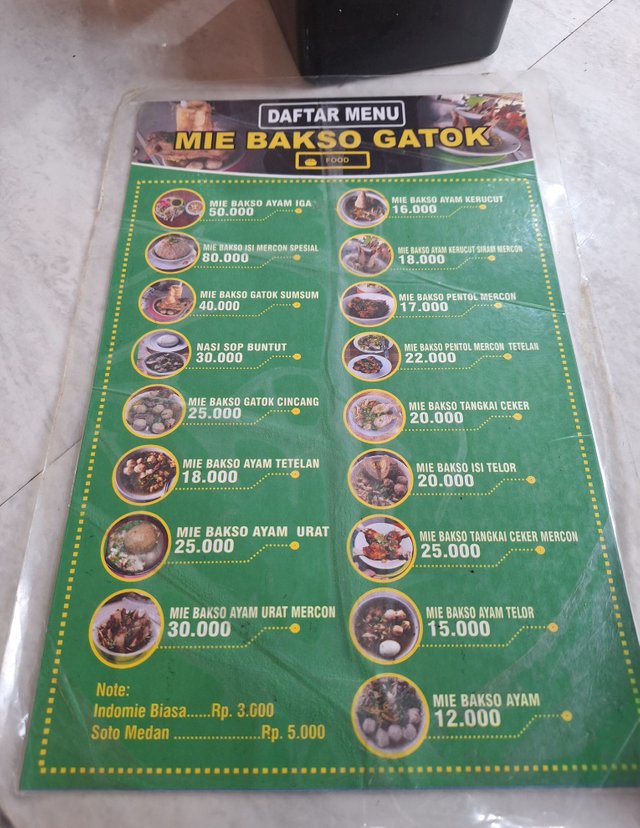 DAFTAR MENU
MIE BAKSO GATOK
FOOD
MIE BAKSO AYAM IGA
50.000
MIE BAKSO ISI MERCON SPESIAL
80.000
MIE BAKSO GATOK SUMSUM
40.000
NASI SOP BUNTUT
30.000
MIE BAKSO GATOK CINCANG
25.000
MIE BAKSO AYAM TETELAN
18.000
MIE BAKSO AYAM URAT
25.000
MIE BAKSO AYAM URAT MERCON
30.000
Note:
Indomie Biasa......Rp. 3.000
Soto Medan ......................Rp. 5.000
MIE BAKSO AYAM KERUCUT
16.000
MIE BAKSO AYAM KERUCUT SIRAM MERCON
18.000
MIE BAKSO PENTOL MERCON
17.000
MIE BAKSO PENTOL MERCON TETELAN
22.000
MIE BAKSO TANGKAI CEKER
20.000
MIE BAKSO ISI TELOR
20.000
MIE BAKSO TANGKAI CEKER MERCON
25.000
MIE BAKSO AYAM TELOR
15.000
MIE BAKSO AYAM
12.000